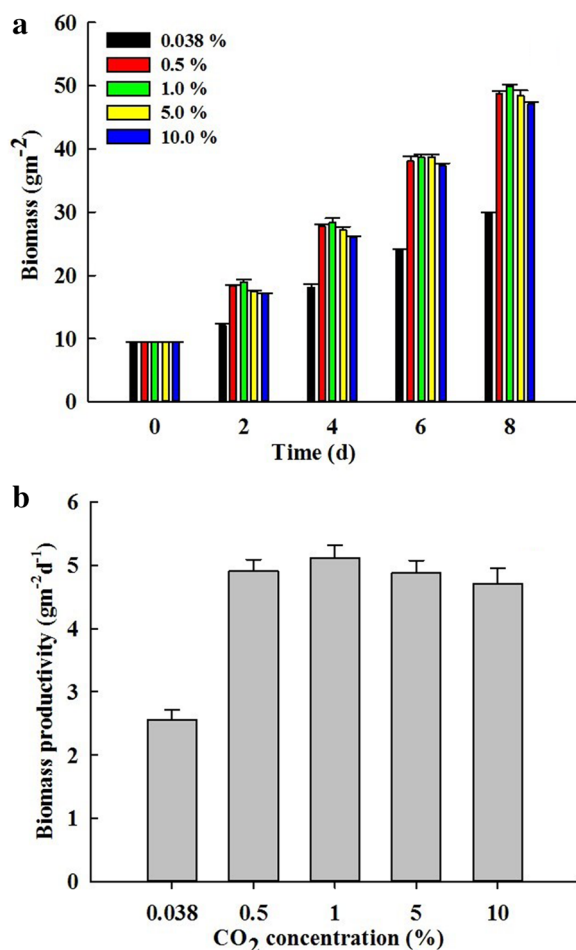 a
60
50
40
30
20
10
0
Biomass (gm⁻²)
0.038 %
0.5 %
1.0 %
5.0 %
10.0 %
0 2 4 6 8
Time (d)
b
6
5
4
3
2
1
0
Biomass productivity (gm⁻²d⁻¹)
0.038 0.5 1 5 10
CO₂ concentration (%)